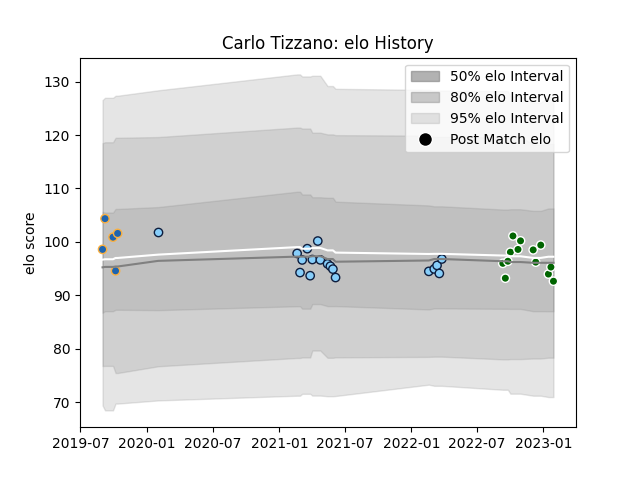 Carlo Tizzano: elo History
50% elo Interval
80% elo Interval
95% elo Interval
Post Match elo
elo score
130
120
110
100
90
80
70
2019-07 2020-01 2020-07 2021-01 2021-07 2022-01 2022-07 2023-01